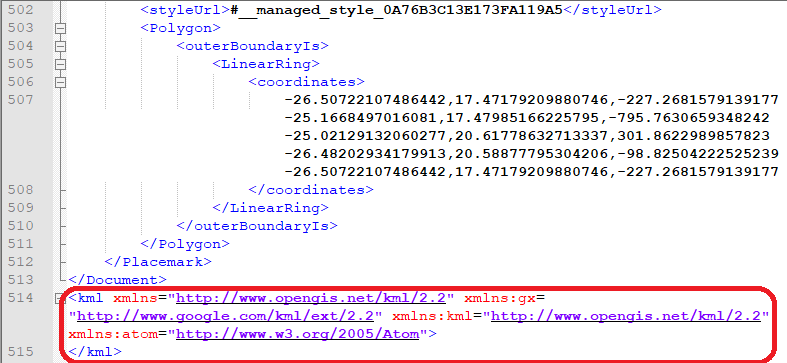 502 <styleUrl>#__managed_style_0A76B3C13E173FA119A5</styleUrl>
503 <Polygon>
504 <outerBoundaryIs>
505 <LinearRing>
506 <coordinates>
507 -26.50722107486442,17.47179209880746,-227.2681579139177
-25.1668497016081,17.47985166225795,-795.7630659348242
-25.02129132060277,20.61778632713337,301.8622989857823
-26.48202934179913,20.58877795304206,-98.82504222525239
-26.50722107486442,17.47179209880746,-227.2681579139177
508 </coordinates>
509 </LinearRing>
510 </outerBoundaryIs>
511 </Polygon>
512 </Placemark>
513 </Document>
514 <kml xmlns="http://www.opengis.net/kml/2.2" xmlns:gx=
"http://www.google.com/kml/ext/2.2" xmlns:kml="http://www.opengis.net/kml/2.2"
xmlns:atom="http://www.w3.org/2005/Atom">
515 </kml>